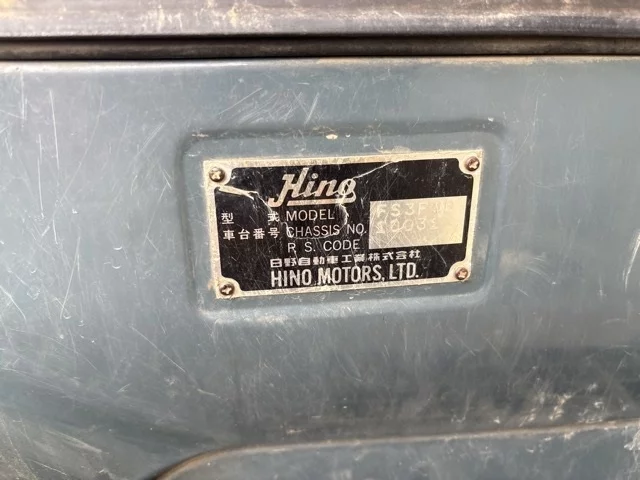 Hino
型 式 MODEL
車台番号 CHASSIS NO. 10031
R. S. CODE
日野自動車工業株式会社
HINO MOTORS, LTD.